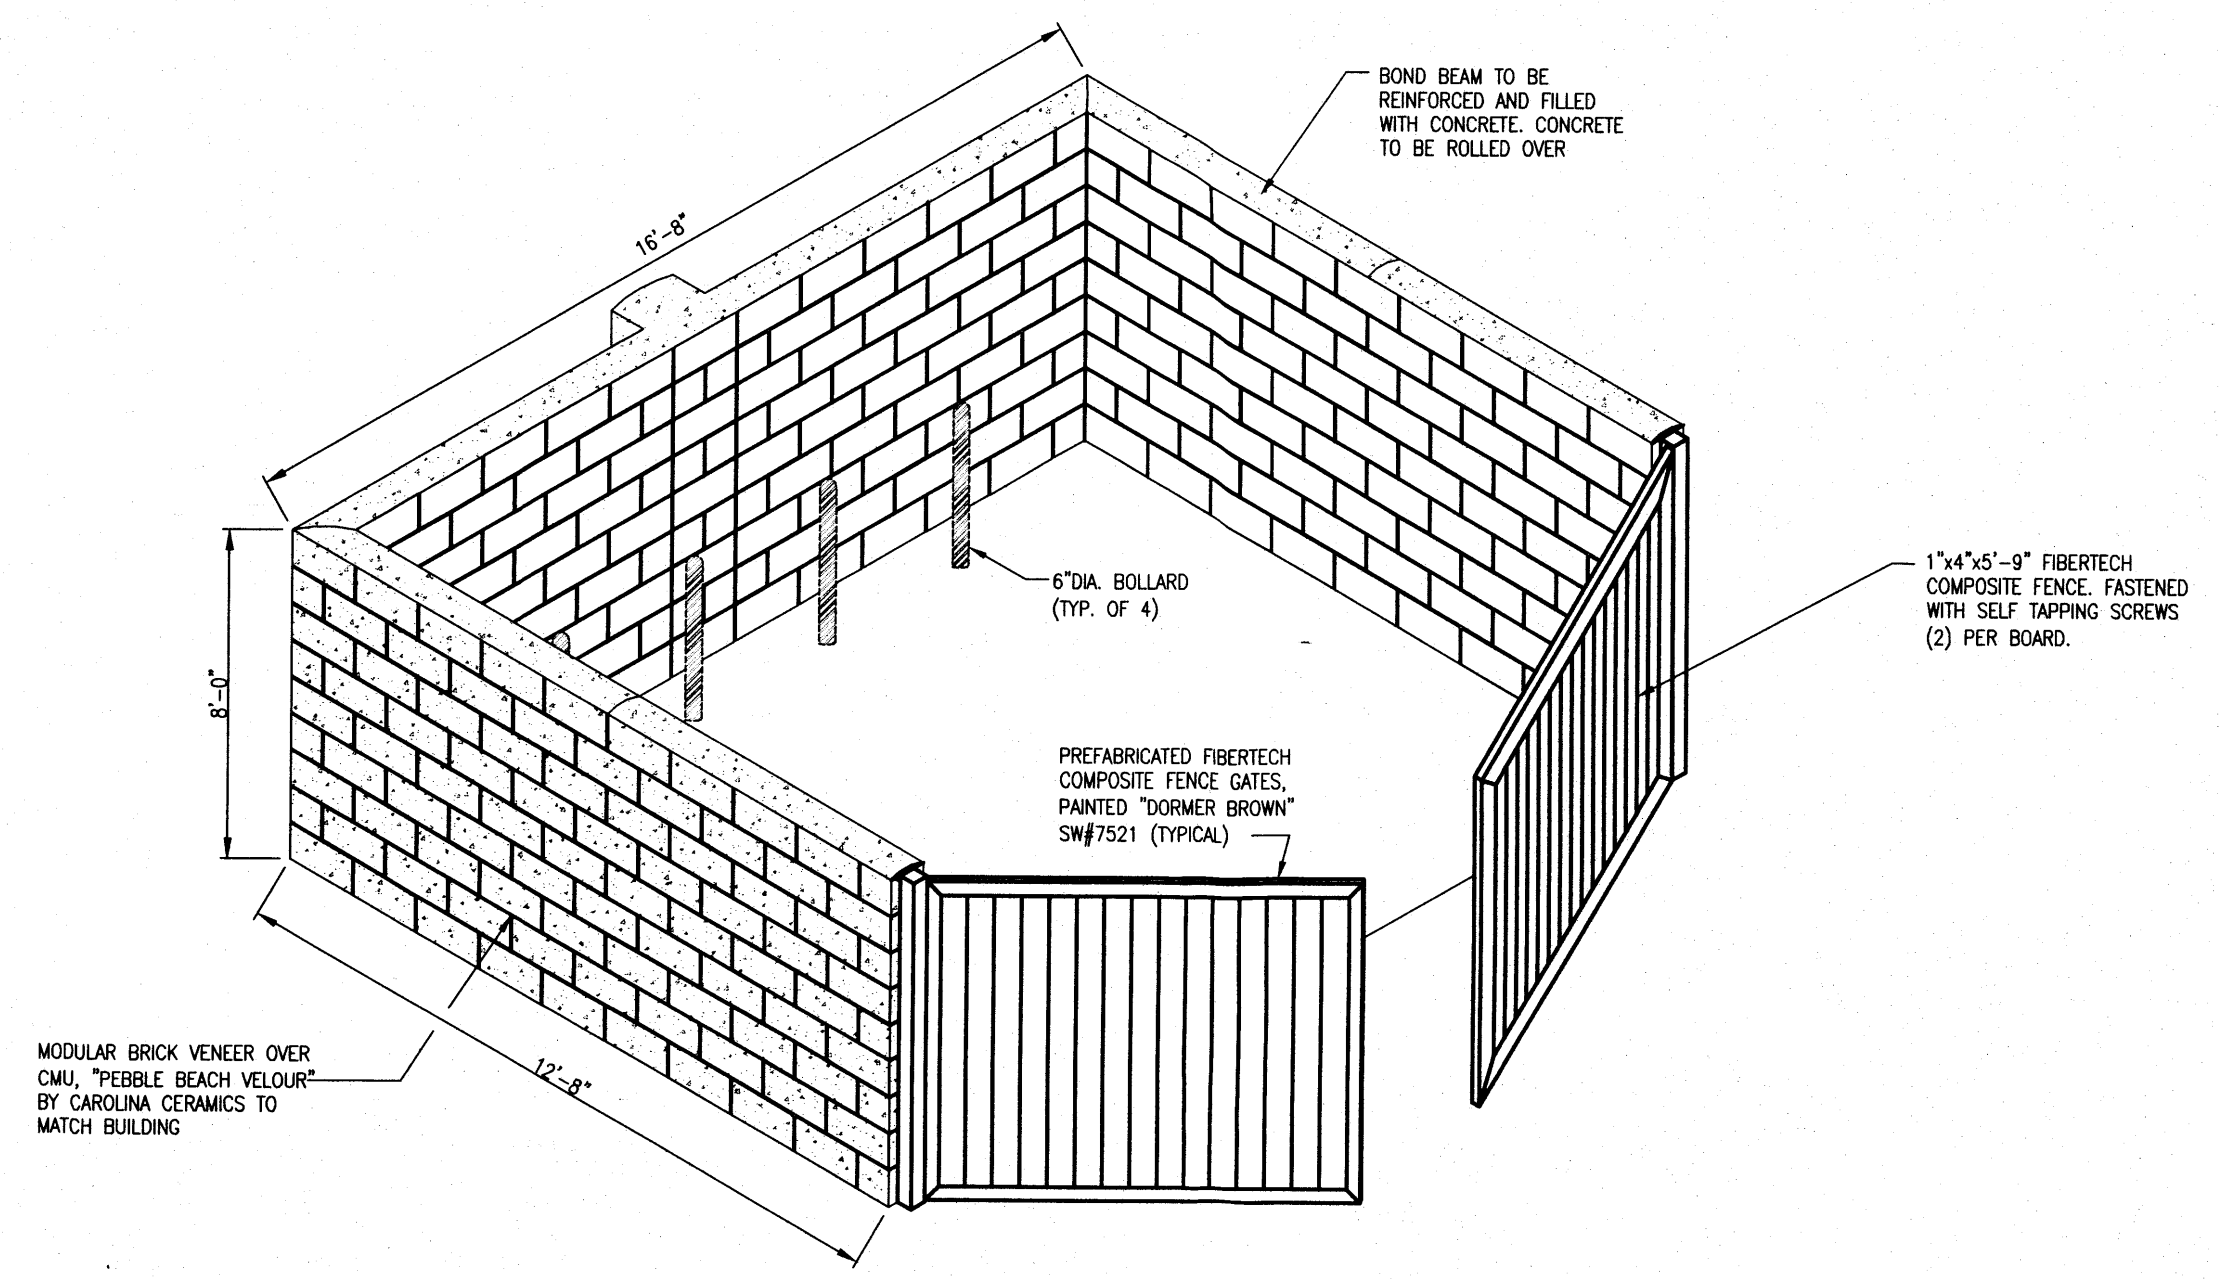 BOND BEAM TO BE
REINFORCED AND FILLED
WITH CONCRETE. CONCRETE
TO BE ROLLED OVER
16'-8"
1"x4"x5'-9" FIBERTECH
COMPOSITE FENCE. FASTENED
WITH SELF TAPPING SCREWS
(2) PER BOARD.
6"DIA. BOLLARD
(TYP. OF 4)
8'-0"
PREFABRICATED FIBERTECH
COMPOSITE FENCE GATES,
PAINTED "DORMER BROWN"
SW#7521 (TYPICAL)
MODULAR BRICK VENEER OVER
CMU, "PEBBLE BEACH VELOUR"
BY CAROLINA CERAMICS TO
MATCH BUILDING
12'-8"